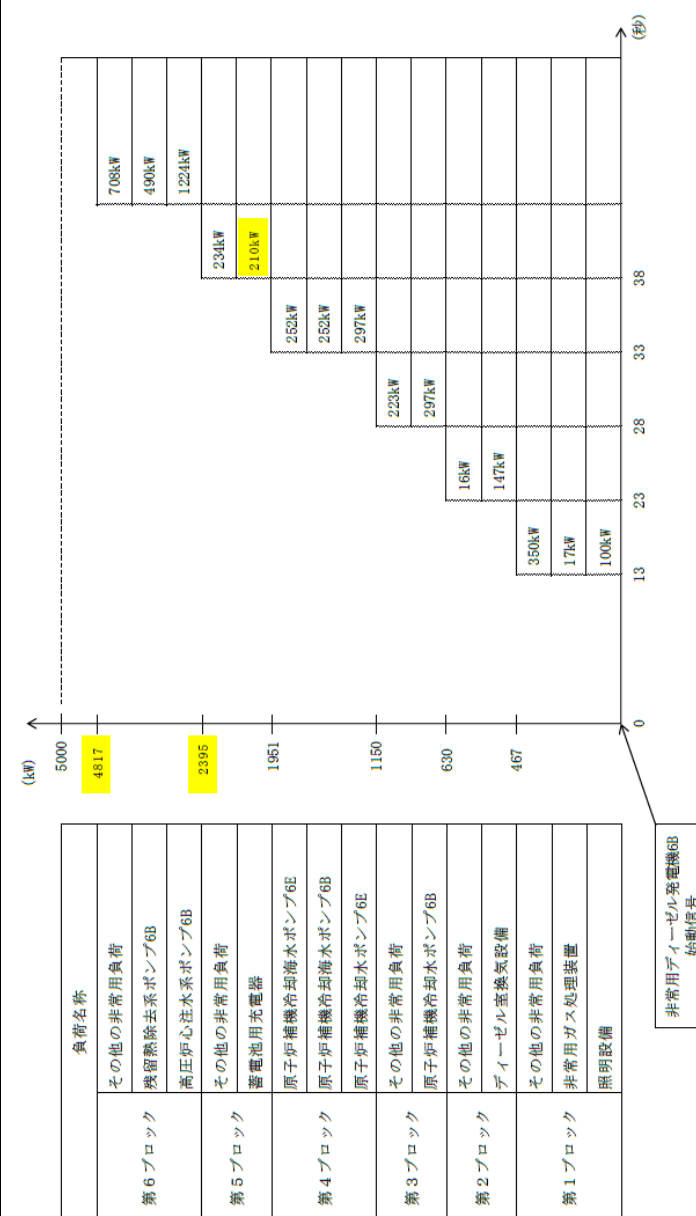 (kW)
5000
4817
2395
1951
1150
630
467
負荷名称
第6ブロック
その他の非常用負荷
708kW
残留熱除去系ポンプ6B
490kW
高圧炉心注水系ポンプ6B
1224kW
第5ブロック
その他の非常用負荷
234kW
蓄電池用充電器
210kW
第4ブロック
原子炉補機冷却海水ポンプ6E
252kW
原子炉補機冷却海水ポンプ6B
252kW
原子炉補機冷却水ポンプ6E
297kW
第3ブロック
その他の非常用負荷
223kW
原子炉補機冷却水ポンプ6B
297kW
第2ブロック
その他の非常用負荷
16kW
ディーゼル室換気設備
147kW
第1ブロック
その他の非常用負荷
350kW
非常用ガス処理装置
17kW
照明設備
100kW
0
13
23
28
33
38
(秒)
非常用ディーゼル発電機6B
始動信号